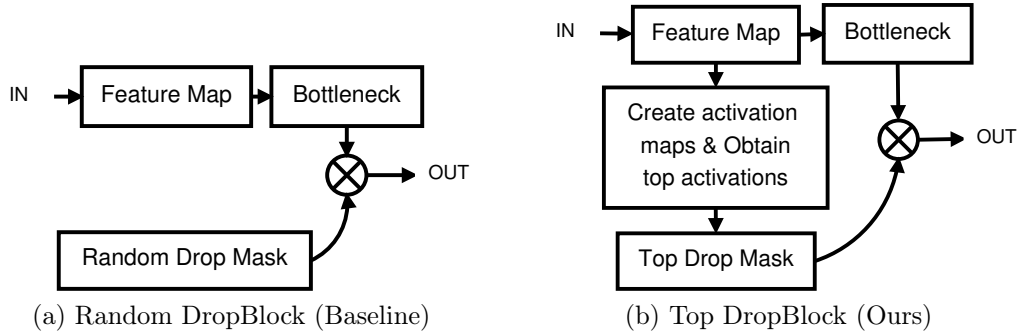 IN
Feature Map
Bottleneck
OUT
Random Drop Mask
(a) Random DropBlock (Baseline)
IN
Feature Map
Bottleneck
Create activation
maps & Obtain
top activations
OUT
Top Drop Mask
(b) Top DropBlock (Ours)